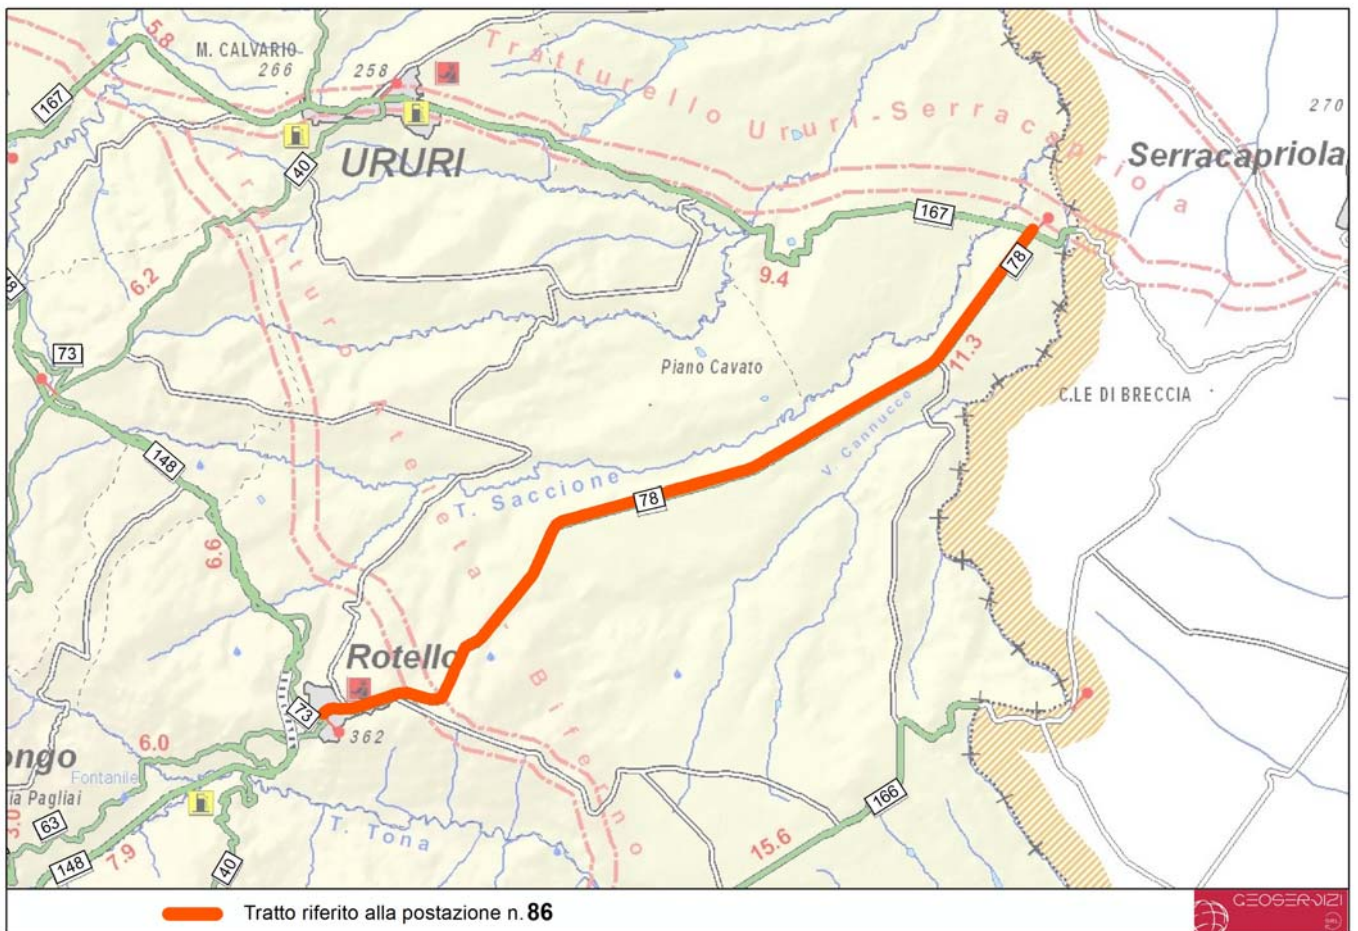 5.8
M. CALVARIO
266
258
167
Tratturello Ururi-Serracapriola
270
URURI
Serracapriola
40
167
78
6.2
9.4
73
11.3
Piano Cavato
C.LE DI BRECCIA
V. Cannucce
148
T. Saccione
78
6.6
Rotello
73
362
6.0
ongo
Fontanile
ia Pagliai
3.0
63
148
7.9
40
T. Tona
166
15.6
Tratto riferito alla postazione n. 86
GEOSERVIZI